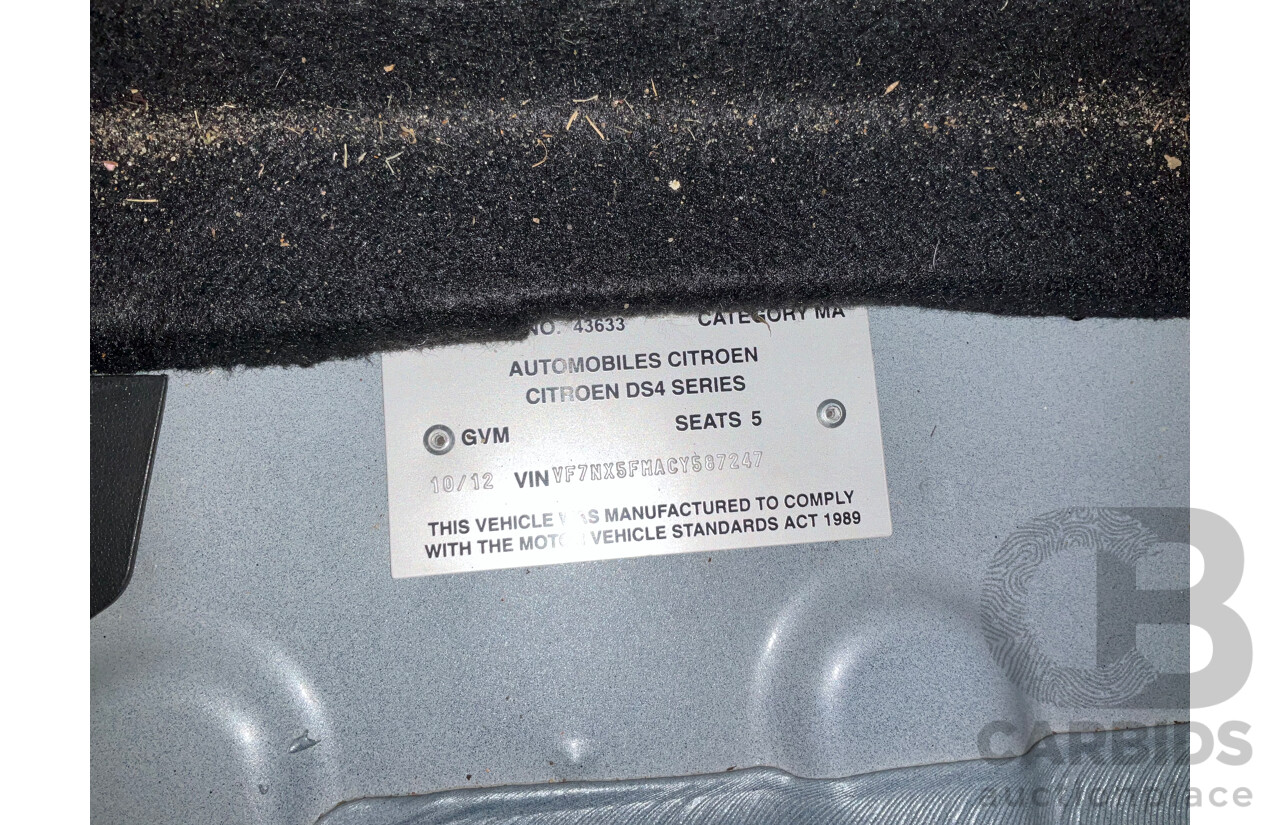 NO. 43633 CATEGORY MA
AUTOMOBILES CITROEN
CITROEN DS4 SERIES
GVM SEATS 5
10/12 VIN VF7NX5FMACY587247
THIS VEHICLE WAS MANUFACTURED TO COMPLY
WITH THE MOTOR VEHICLE STANDARDS ACT 1989
CB
CARBIDS
auctionplace